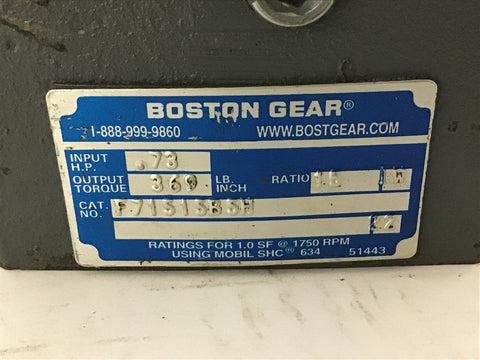 BOSTON GEAR®
1-888-999-9860 WWW.BOSTGEAR.COM
INPUT H.P. .73
OUTPUT TORQUE 369 LB. INCH RATIO
CAT. NO.
RATINGS FOR 1.0 SF @ 1750 RPM
USING MOBIL SHC® 634 51443